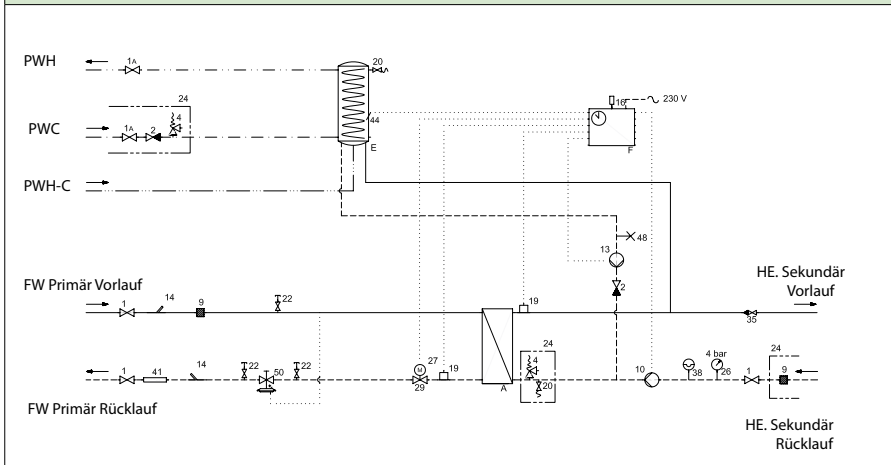 PWH
1A
20
16
230 V
24
4
PWC
1A
2
44
E
F
PWH-C
48
13
FW Primär Vorlauf
HE. Sekundär
Vorlauf
1
14
9
22
19
2
35
24
4 bar
24
1
41
14
22
50
22
27
M
29
19
A
4
20
10
38
26
1
9
FW Primär Rücklauf
HE. Sekundär
Rücklauf